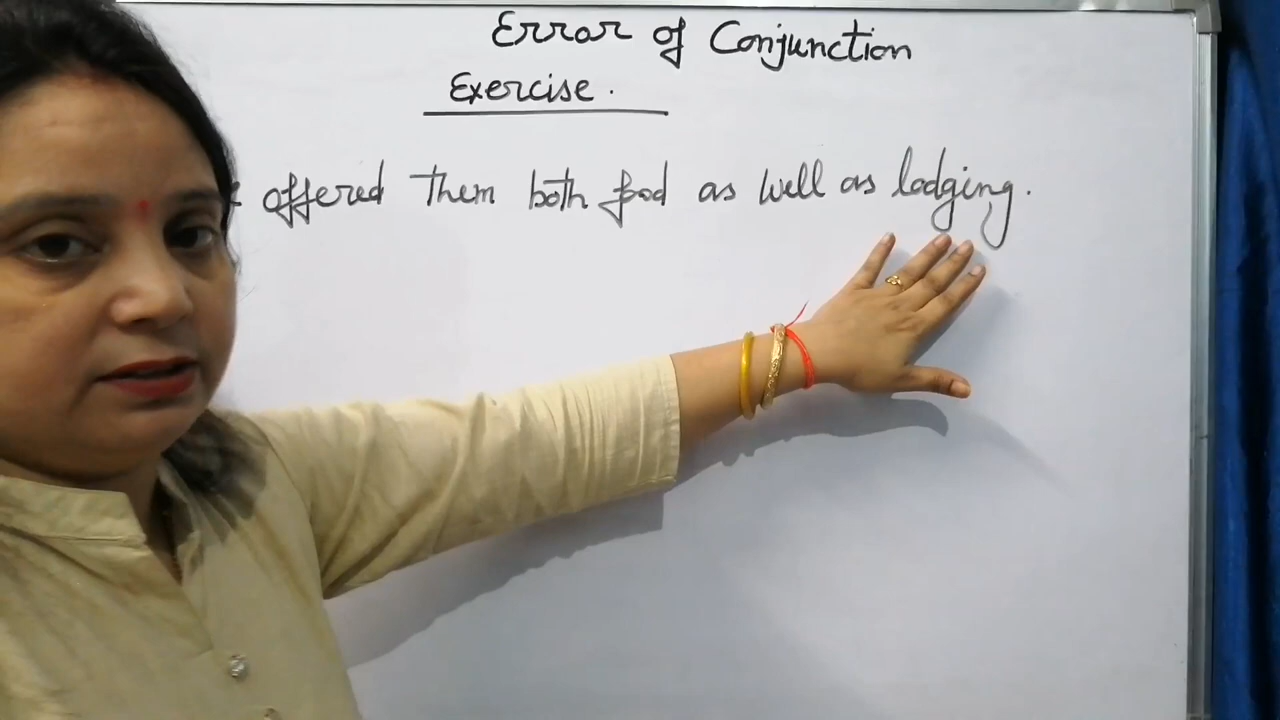 Error of Conjunction
Exercise.
offered them both food as well as lodging.